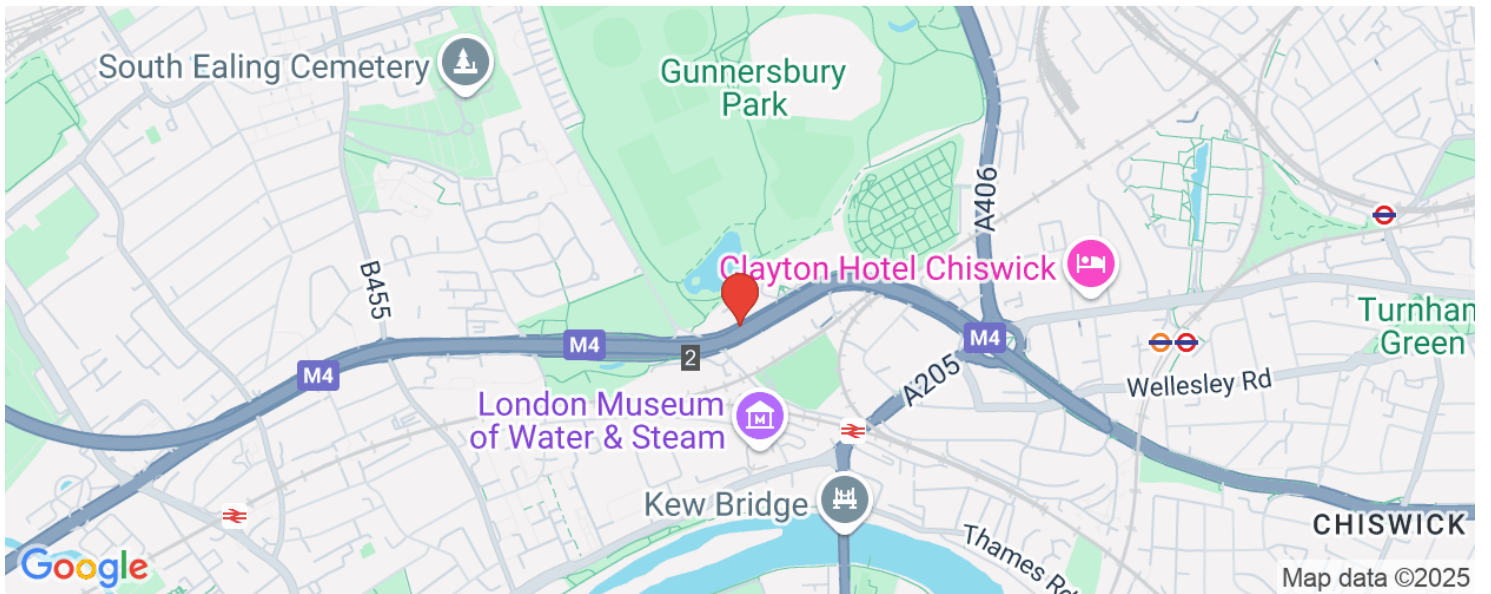 South Ealing Cemetery
Gunnersbury
Park
A406
B455
Clayton Hotel Chiswick
M4
M4
M4
2
Turnham
Green
A205
Wellesley Rd
London Museum
of Water & Steam
M
Kew Bridge
Thames Rd
CHISWICK
Google
Map data ©2025